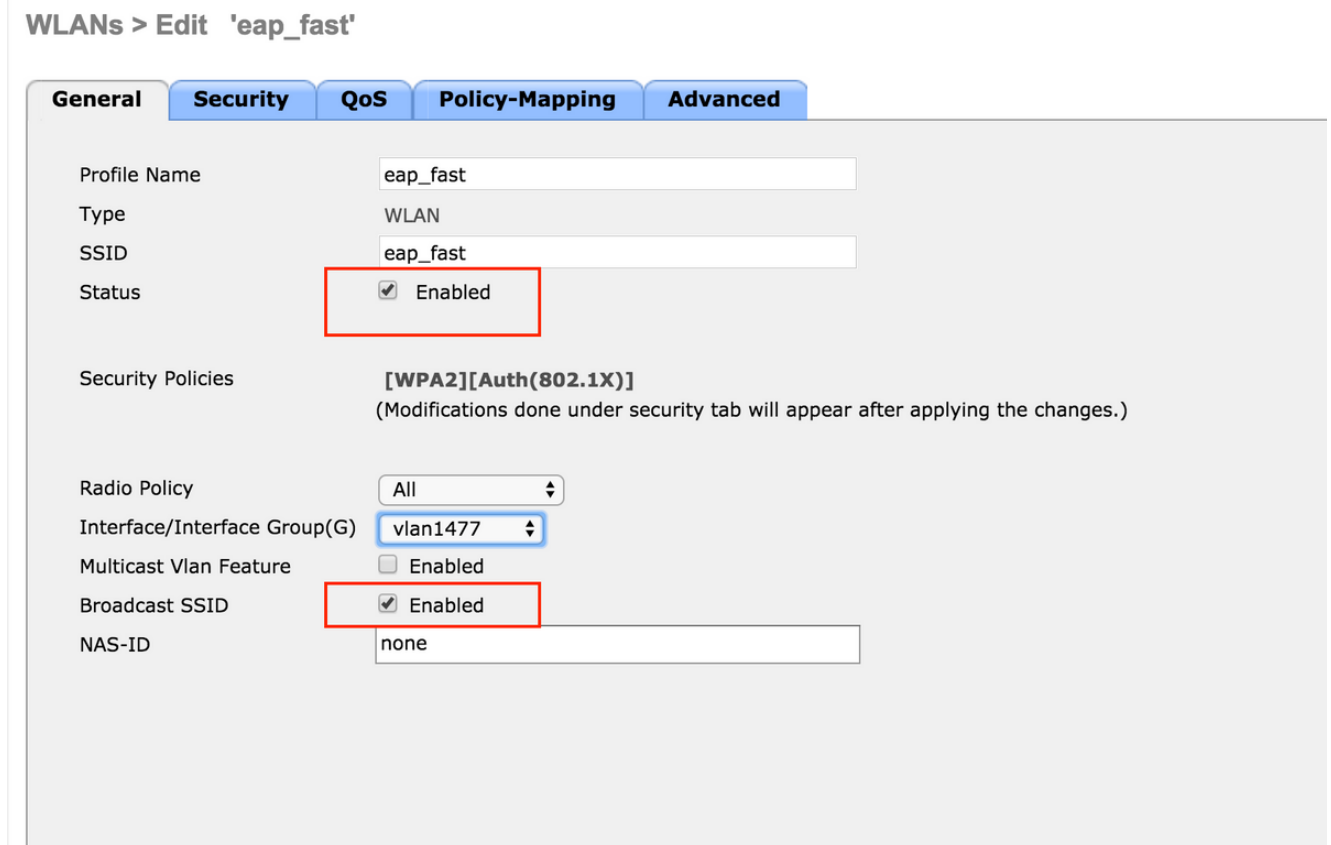 WLANs > Edit 'eap_fast'
General Security QoS Policy-Mapping Advanced
Profile Name eap_fast
Type WLAN
SSID eap_fast
Status Enabled
Security Policies [WPA2][Auth(802.1X)]
(Modifications done under security tab will appear after applying the changes.)
Radio Policy All
Interface/Interface Group(G) vlan1477
Multicast Vlan Feature Enabled
Broadcast SSID Enabled
NAS-ID none